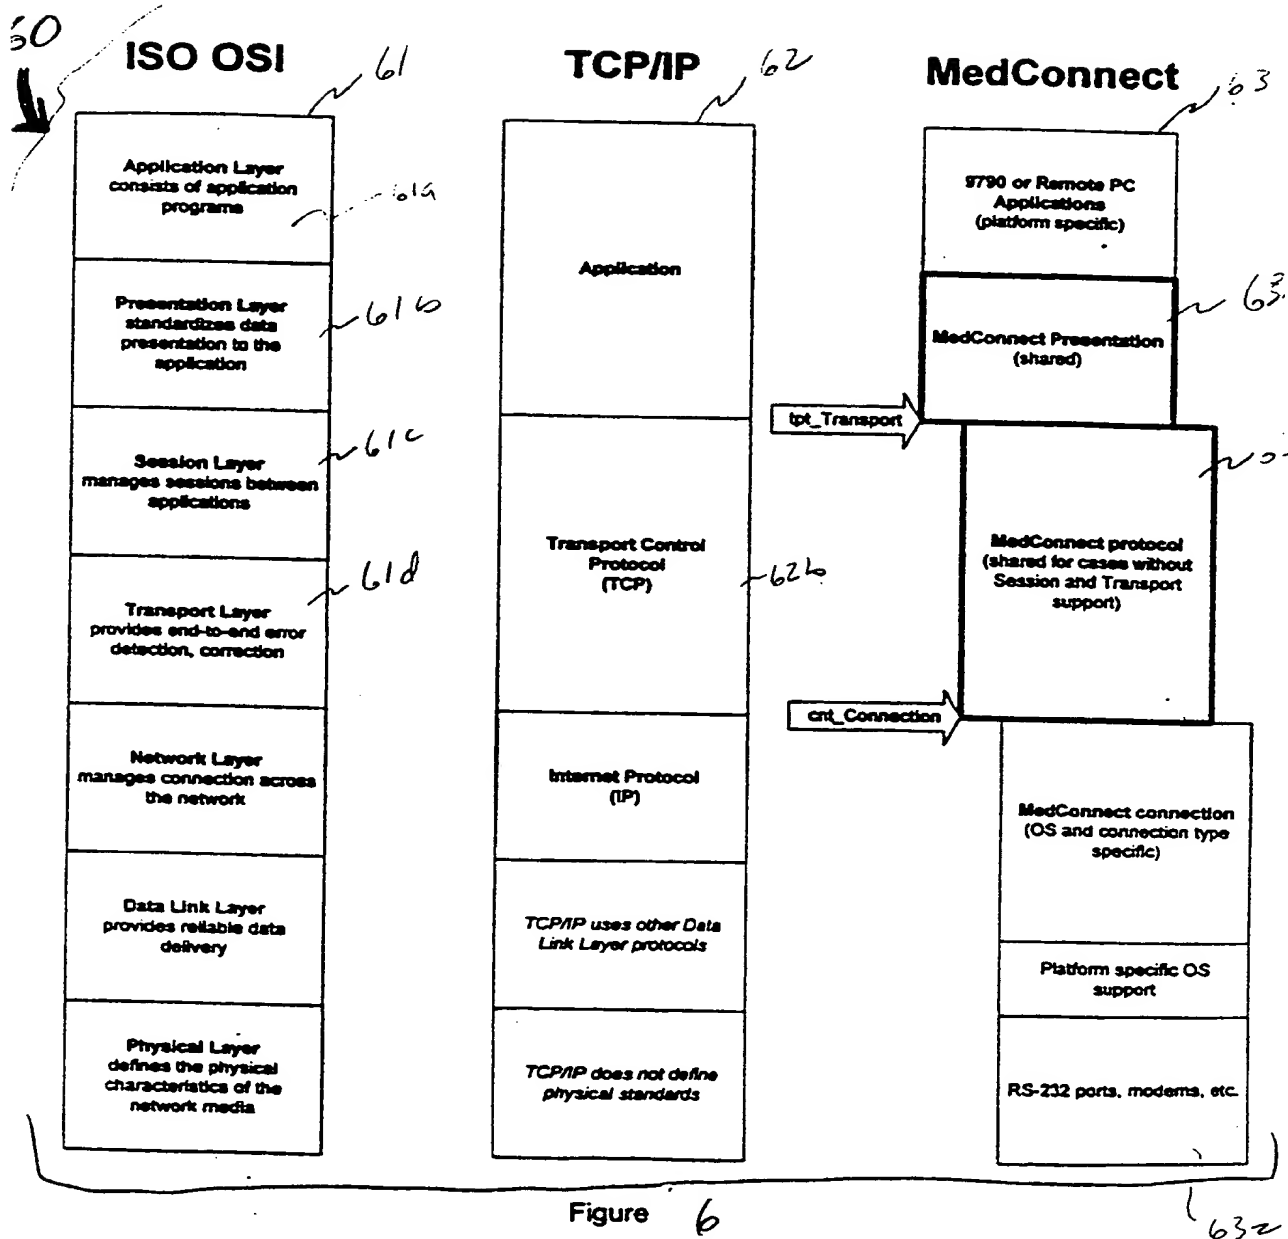 60
ISO OSI
61
Application Layer
consists of application
programs
61a
Presentation Layer
standardizes data
presentation to the
application
61b
Session Layer
manages sessions between
applications
61c
Transport Layer
provides end-to-end error
detection, correction
61d
Network Layer
manages connection across
the network
Data Link Layer
provides reliable data
delivery
Physical Layer
defines the physical
characteristics of the
network media
TCP/IP
62
Application
Transport Control
Protocol
(TCP)
62b
Internet Protocol
(IP)
TCP/IP uses other Data
Link Layer protocols
TCP/IP does not define
physical standards
MedConnect
63
9790 or Remote PC
Applications
(platform specific)
MedConnect Presentation
(shared)
63
tpt_Transport
MedConnect protocol
(shared for cases without
Session and Transport
support)
cnt_Connection
MedConnect connection
(OS and connection type
specific)
Platform specific OS
support
RS-232 ports, modems, etc.
Figure 6